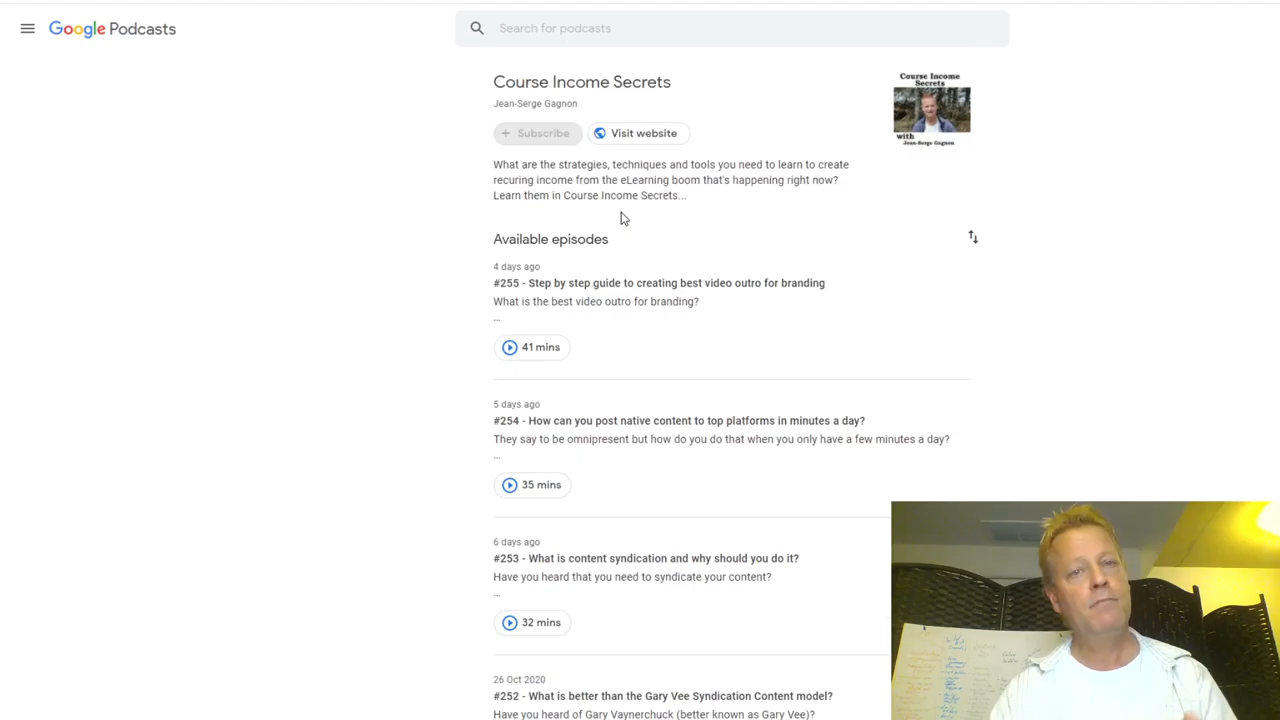 Google Podcasts
Search for podcasts
Course Income Secrets
Jean-Serge Gagnon
+ Subscribe
Visit website
Course Income
Secrets
with
Jean-Serge Gagnon
What are the strategies, techniques and tools you need to learn to create
recuring income from the eLearning boom that's happening right now?
Learn them in Course Income Secrets...
Available episodes
4 days ago
#255 - Step by step guide to creating best video outro for branding
What is the best video outro for branding?
...
41 mins
5 days ago
#254 - How can you post native content to top platforms in minutes a day?
They say to be omnipresent but how do you do that when you only have a few minutes a day?
...
35 mins
6 days ago
#253 - What is content syndication and why should you do it?
Have you heard that you need to syndicate your content?
...
32 mins
26 Oct 2020
#252 - What is better than the Gary Vee Syndication Content model?
Have you heard of Gary Vaynerchuck (better known as Gary Vee)?